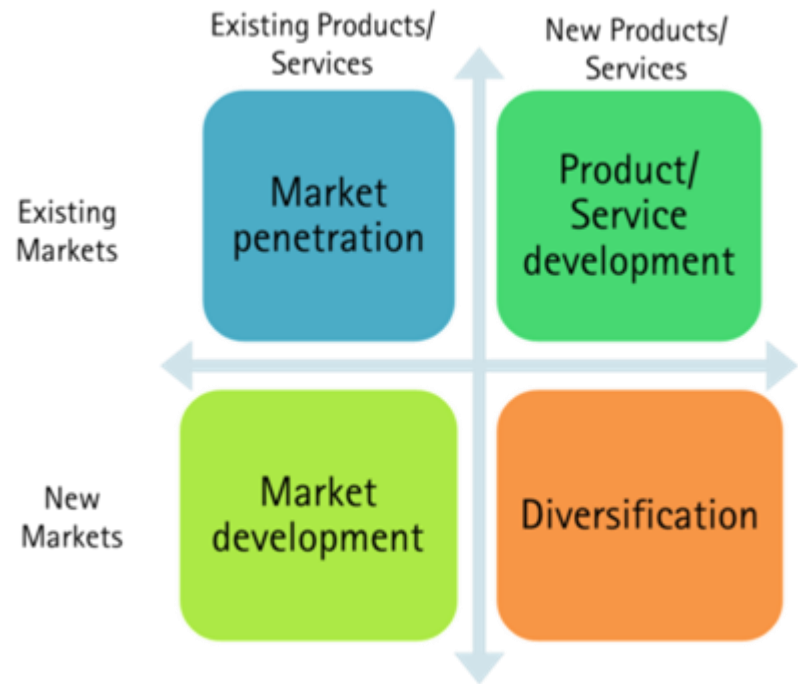 Existing Products/
Services
New Products/
Services
Existing
Markets
Market
penetration
Product/
Service
development
New
Markets
Market
development
Diversification